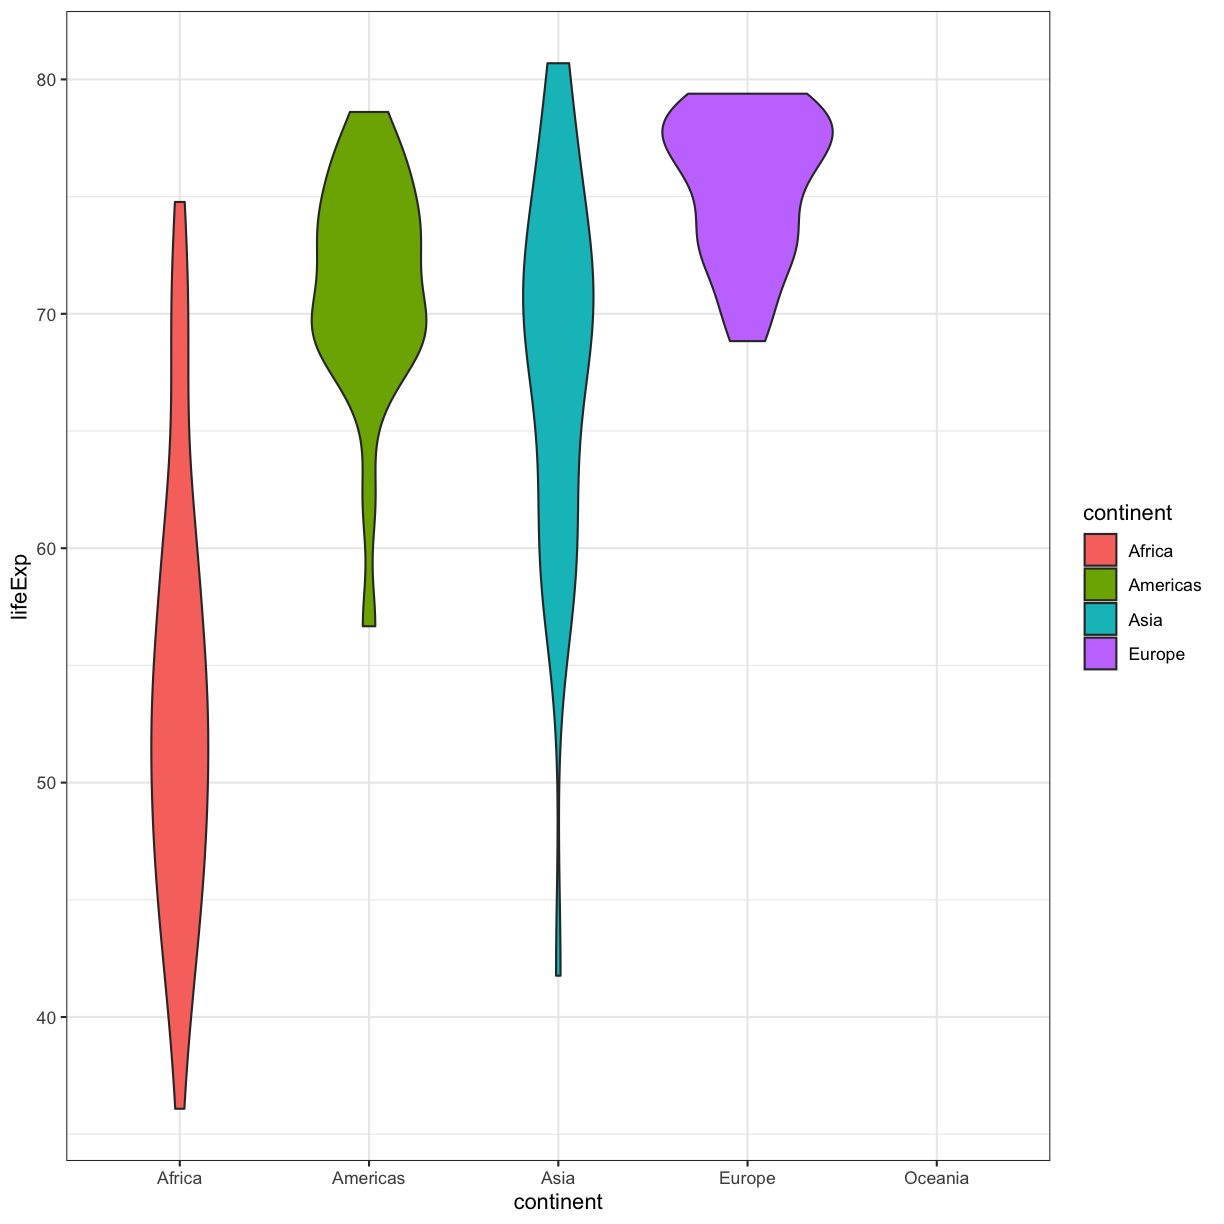 80
70
60
50
40
lifeExp
Africa
Americas
Asia
Europe
Oceania
continent
continent
Africa
Americas
Asia
Europe